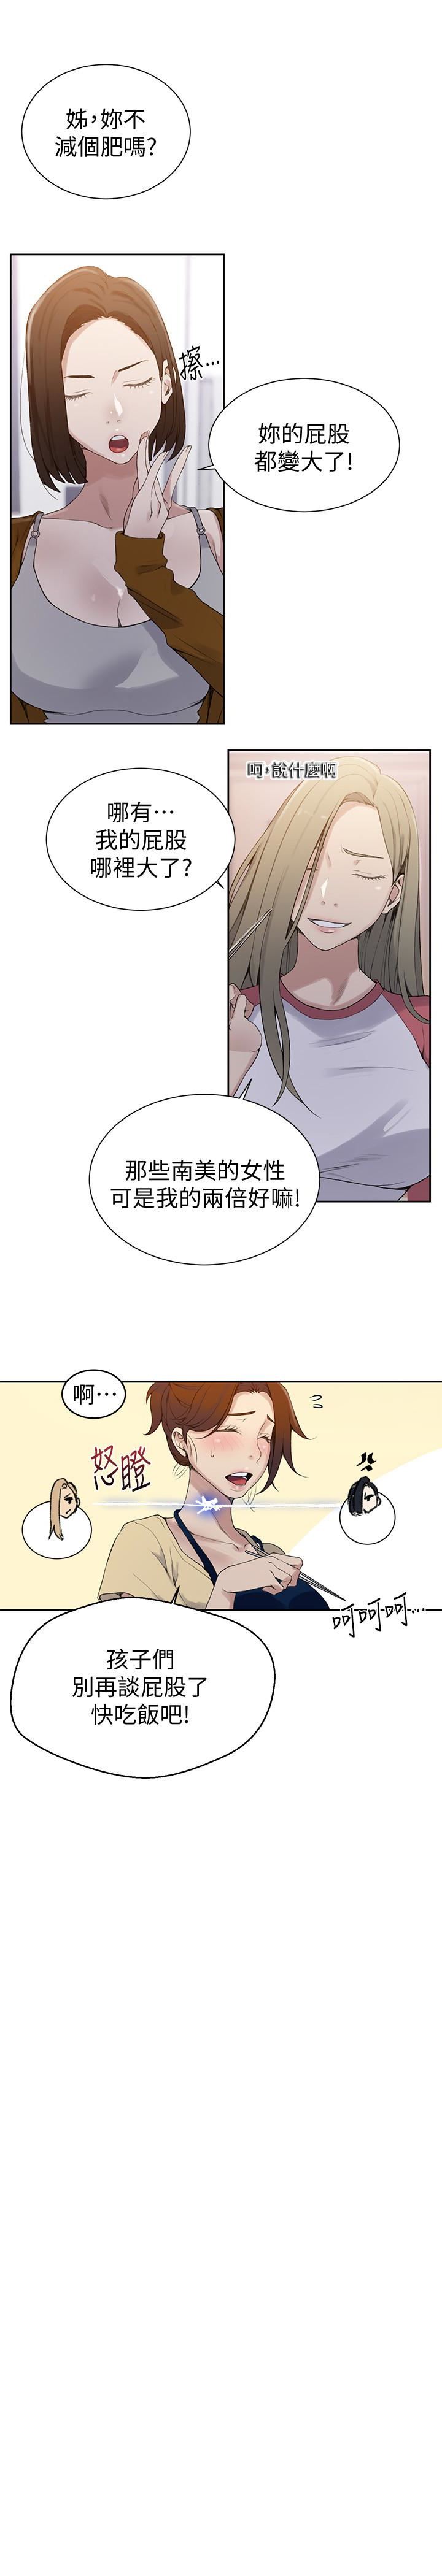 姊,妳不
減個肥嗎?
擦…
妳的屁股
都變大了!
呵,說什麼啊
哪有⋯
我的屁股
哪裡大了?
那些南美的女性
可是我的兩倍好嘛!
啊⋯
怒瞪
呵呵呵…
孩子們
別再談屁股了
快吃飯吧!